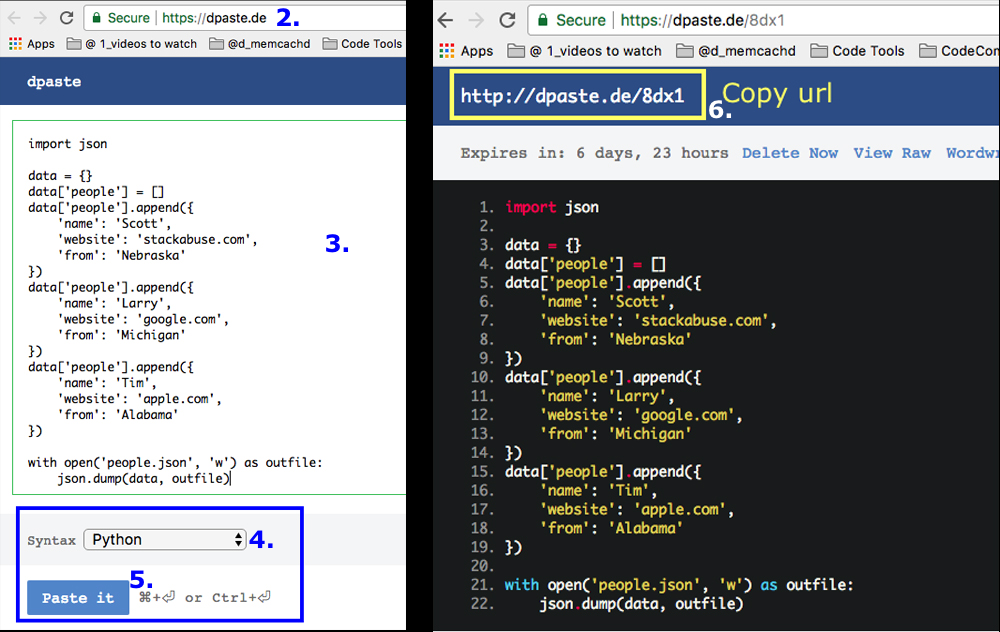 Secure | https://dpaste.de 2.
Apps @ 1_videos to watch @d_memcachd Code Tools
dpaste
import json
data = {}
data['people'] = []
data['people'].append({
    'name': 'Scott',
    'website': 'stackabuse.com',
    'from': 'Nebraska'
})
data['people'].append({
    'name': 'Larry',
    'website': 'google.com',
    'from': 'Michigan'
})
data['people'].append({
    'name': 'Tim',
    'website': 'apple.com',
    'from': 'Alabama'
})
with open('people.json', 'w') as outfile:
    json.dump(data, outfile)
3.
Syntax Python 4.
5.
Paste it ⌘+⏎ or Ctrl+⏎
Secure | https://dpaste.de/8dx1
Apps @ 1_videos to watch @d_memcachd Code Tools CodeCon
http://dpaste.de/8dx1 6. Copy url
Expires in: 6 days, 23 hours Delete Now View Raw Wordwr
1. import json
2.
3. data = {}
4. data['people'] = []
5. data['people'].append({
6.     'name': 'Scott',
7.     'website': 'stackabuse.com',
8.     'from': 'Nebraska'
9. })
10. data['people'].append({
11.     'name': 'Larry',
12.     'website': 'google.com',
13.     'from': 'Michigan'
14. })
15. data['people'].append({
16.     'name': 'Tim',
17.     'website': 'apple.com',
18.     'from': 'Alabama'
19. })
20.
21. with open('people.json', 'w') as outfile:
22.     json.dump(data, outfile)